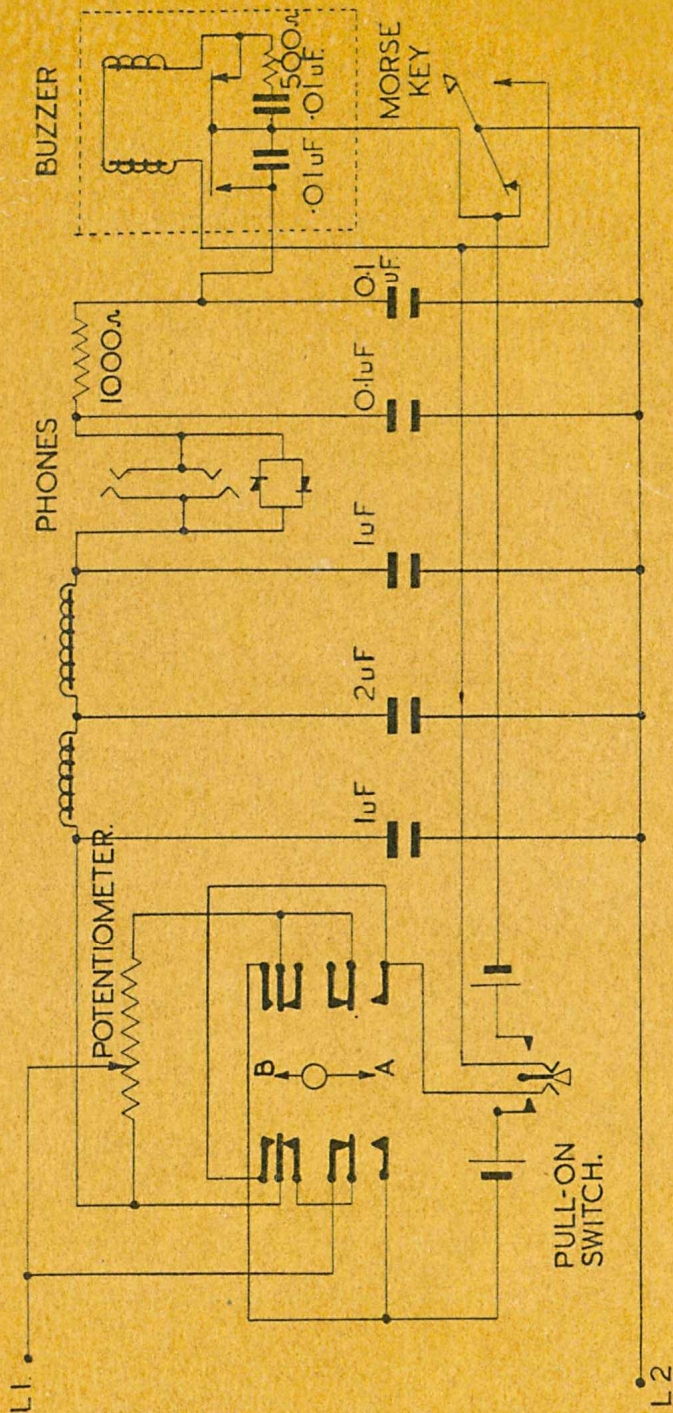 L1.
POTENTIOMETER.
PHONES
BUZZER
1000Ω
500Ω
.01uF
.01uF.
MORSE
KEY
B
A
1uF
2uF
1uF
0.1uF
0.1
uF.
PULL-ON
SWITCH.
L2